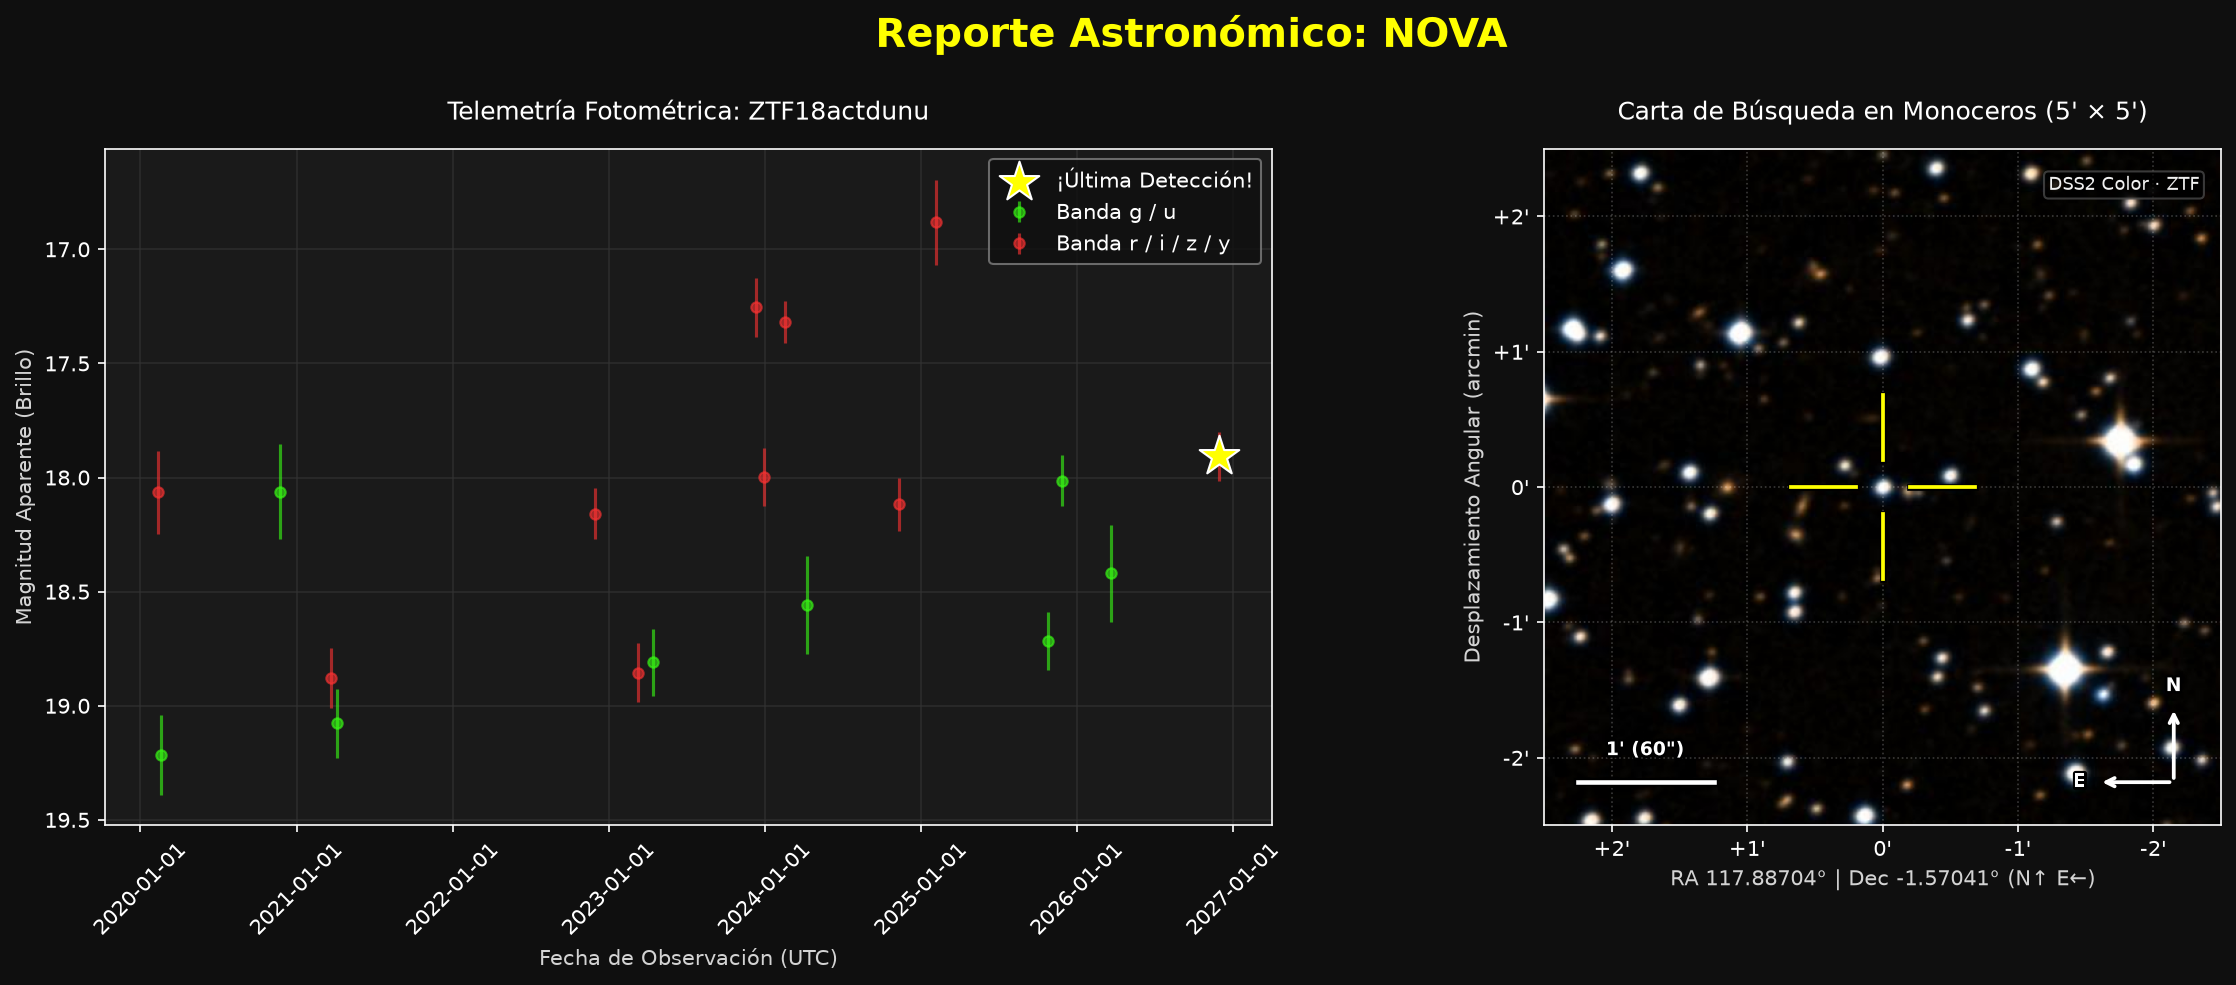 Reporte Astronómico: NOVA
Telemetría Fotométrica: ZTF18actdunu
Magnitud Aparente (Brillo)
17.0
17.5
18.0
18.5
19.0
19.5
¡Última Detección!
Banda g / u
Banda r / i / z / y
2020-01-01
2021-01-01
2022-01-01
2023-01-01
2024-01-01
2025-01-01
2026-01-01
2027-01-01
Fecha de Observación (UTC)
Carta de Búsqueda en Monoceros (5' × 5')
Desplazamiento Angular (arcmin)
+2'
+1'
0'
-1'
-2'
DSS2 Color · ZTF
N
E
1' (60")
+2'
+1'
0'
-1'
-2'
RA 117.88704° | Dec -1.57041° (N↑ E←)